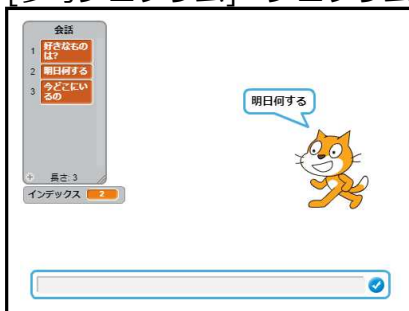 会話
1 好きなもの
は?
2 明日何する
3 今どこにい
るの
+ 長さ: 3
インデックス 2
明日何する